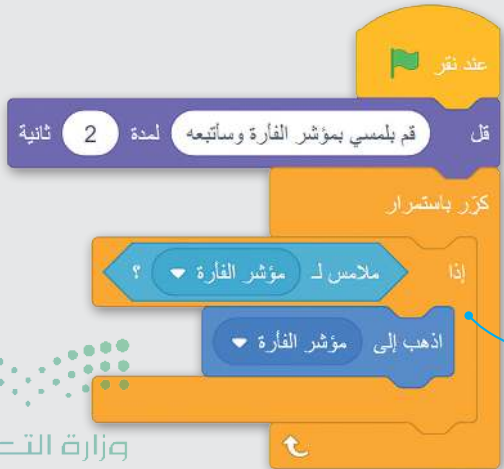 عند نقر
قل قم بلمسي بمؤشر الفأرة وسأتبعه لمدة 2 ثانية
كرّر باستمرار
إذا ملامس لـ مؤشر الفأرة ؟
اذهب إلى مؤشر الفأرة
وزارة التـ